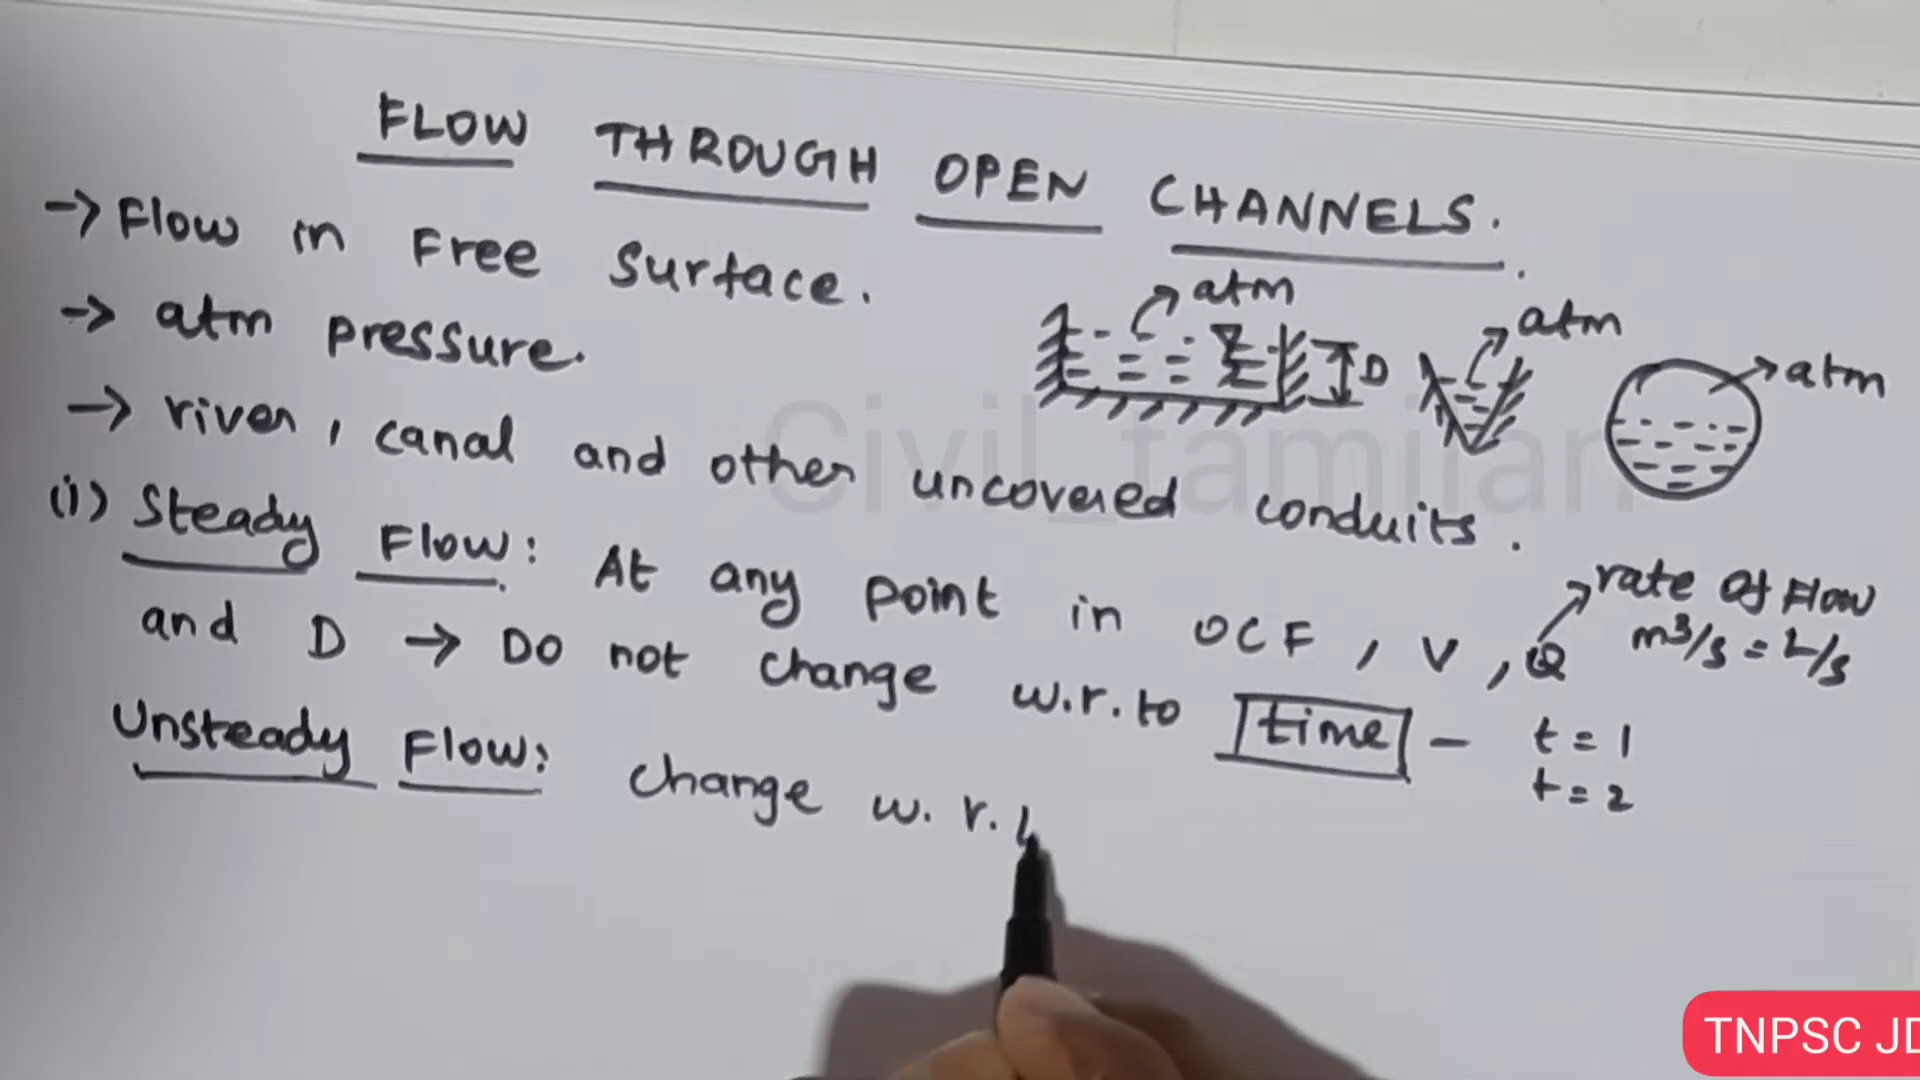 FLOW THROUGH OPEN CHANNELS.
→ Flow in Free surface.
atm
atm
atm
→ atm pressure.
D
→ river, canal and other uncovered conduits.
Civil_tamilan
(i) Steady Flow: At any point in OCF, V, Q
rate of Flow
m³/s = L/s
and D → Do not change w.r.to time - t = 1
t = 2
Unsteady Flow: change w.r.
TNPSC JD